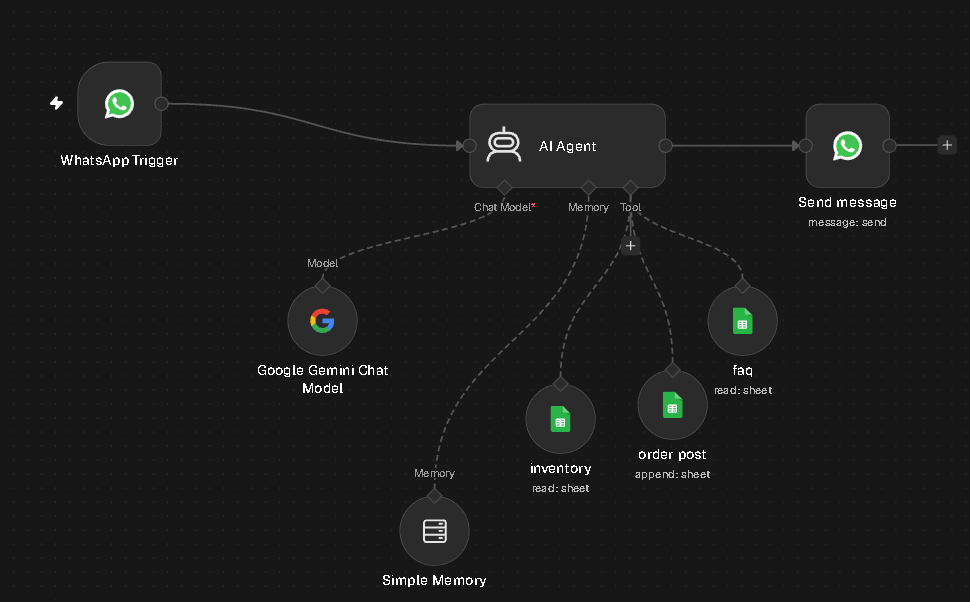 WhatsApp Trigger
AI Agent
Send message
message: send
Chat Model*
Memory
Tool
+
+
Model
Google Gemini Chat
Model
faq
read: sheet
order post
append: sheet
inventory
read: sheet
Memory
Simple Memory